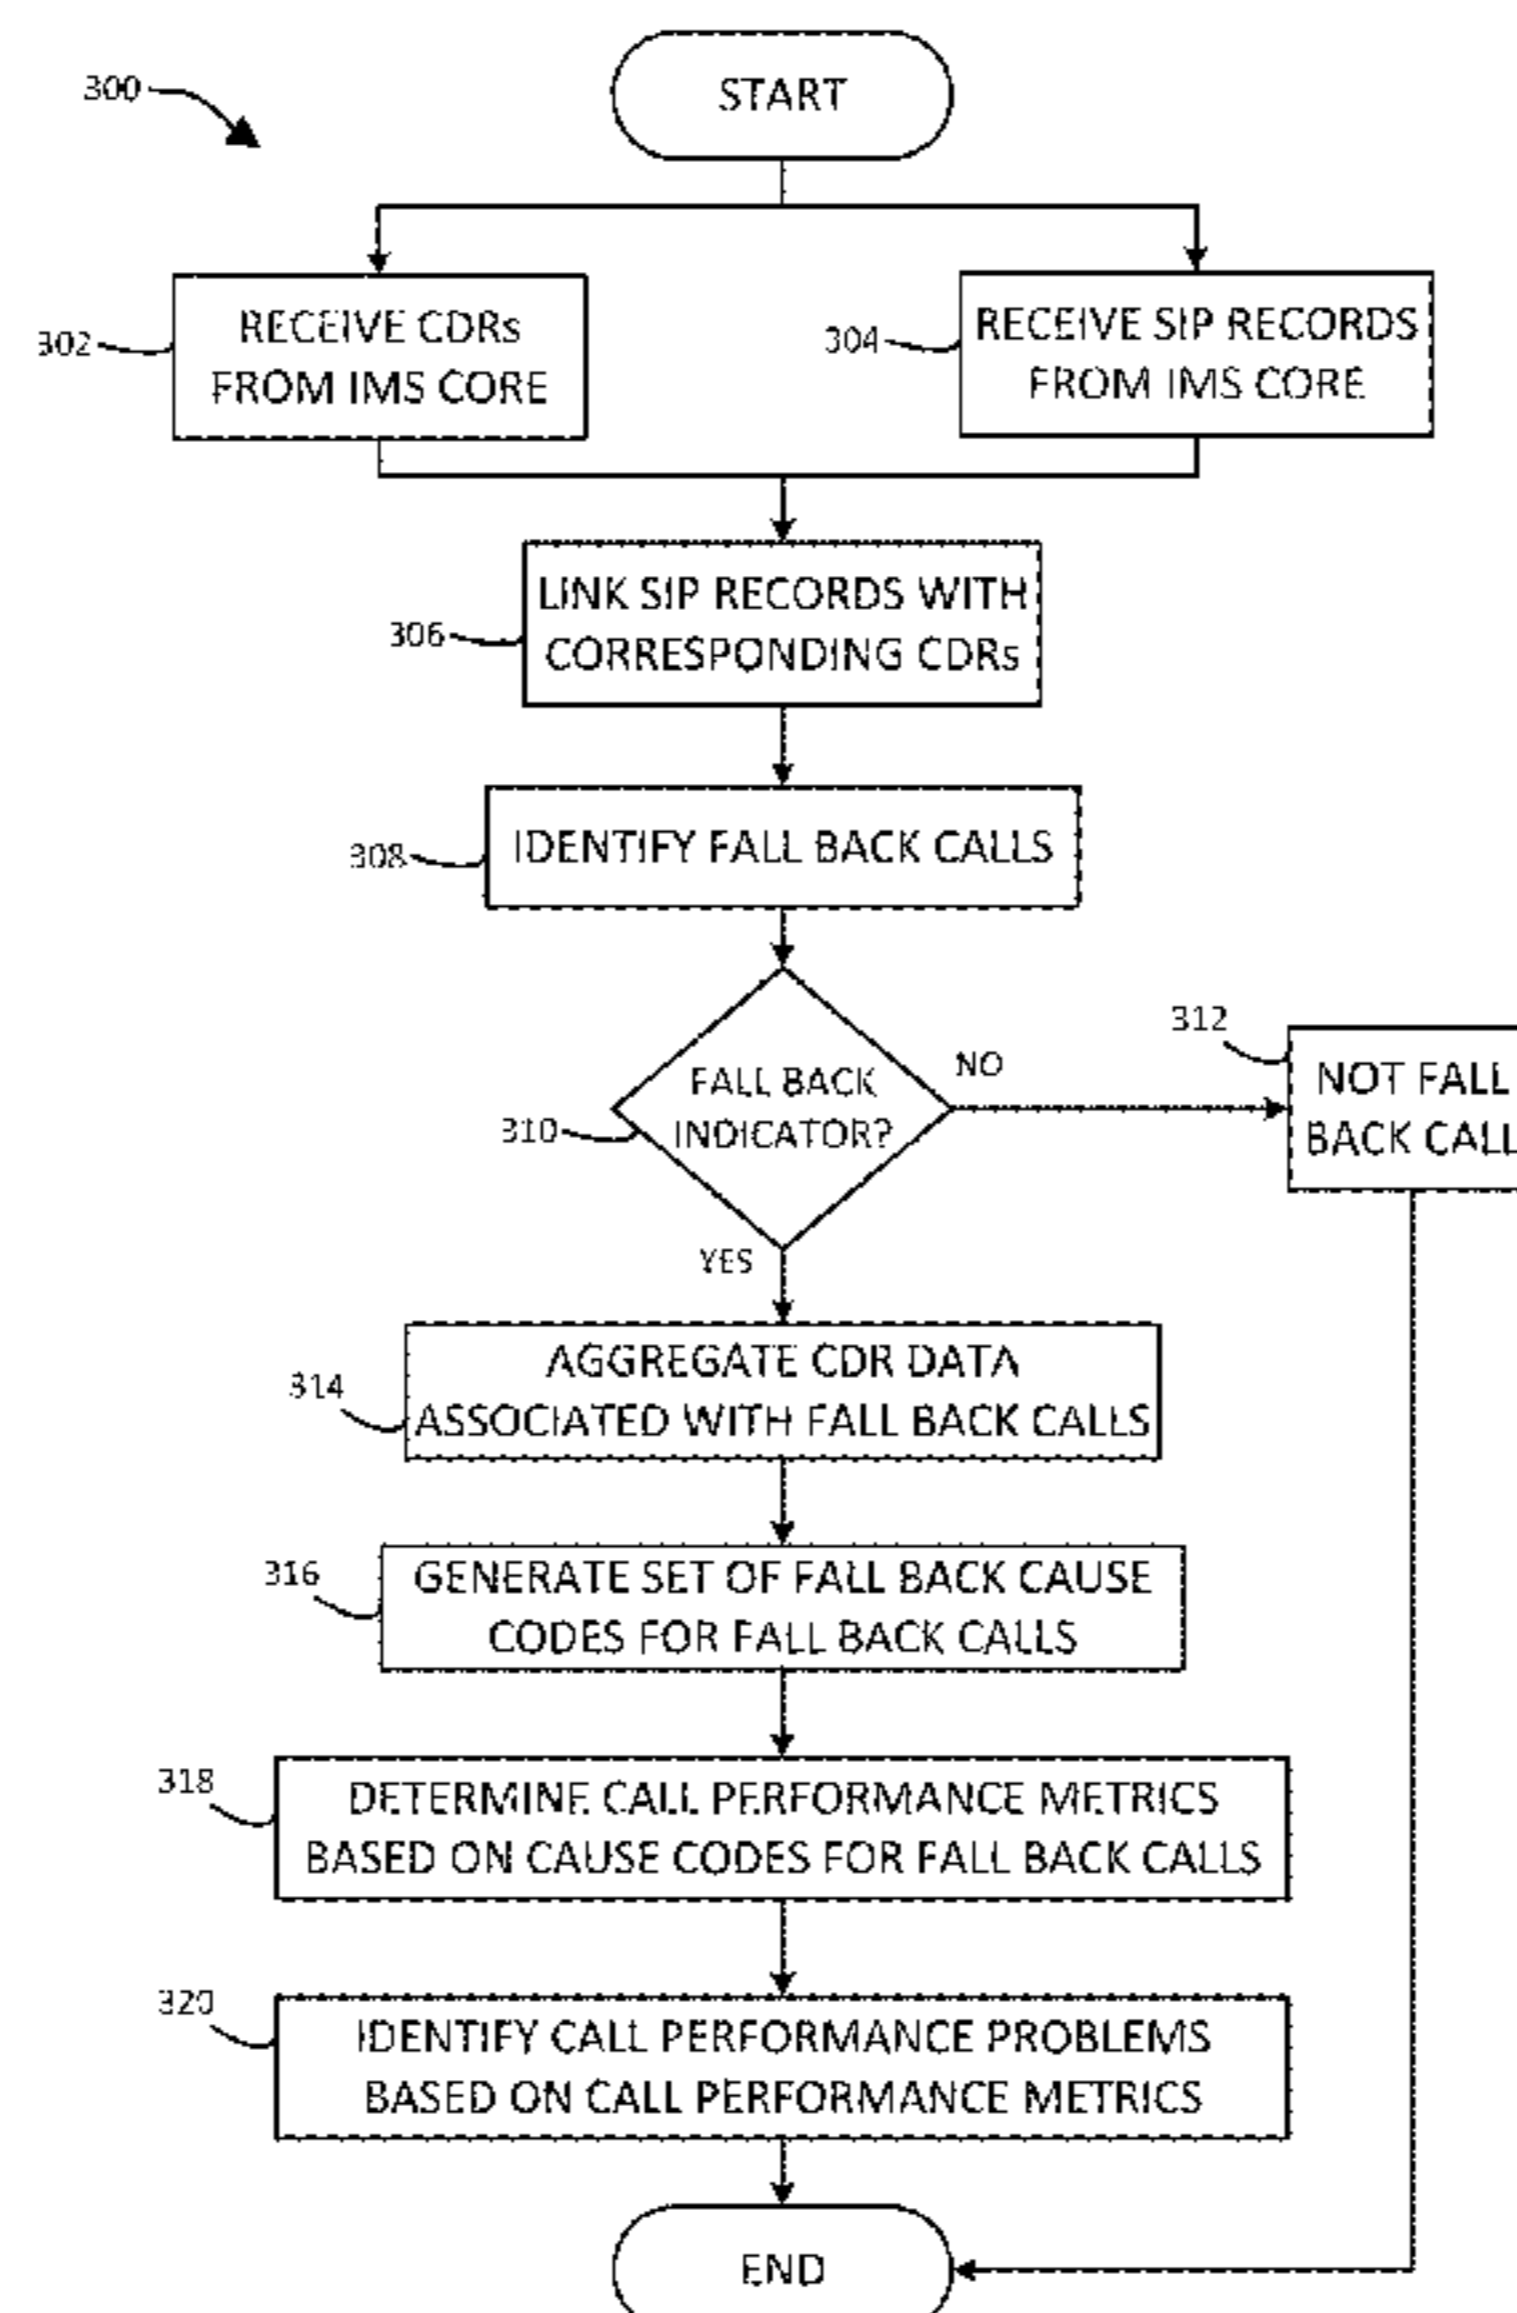 300
START
302
RECEIVE CDRs
FROM IMS CORE
304
RECEIVE SIP RECORDS
FROM IMS CORE
306
LINK SIP RECORDS WITH
CORRESPONDING CDRs
308
IDENTIFY FALL BACK CALLS
310
FALL BACK
INDICATOR?
NO
312
NOT FALL
BACK CALL
YES
314
AGGREGATE CDR DATA
ASSOCIATED WITH FALL BACK CALLS
316
GENERATE SET OF FALL BACK CAUSE
CODES FOR FALL BACK CALLS
318
DETERMINE CALL PERFORMANCE METRICS
BASED ON CAUSE CODES FOR FALL BACK CALLS
320
IDENTIFY CALL PERFORMANCE PROBLEMS
BASED ON CALL PERFORMANCE METRICS
END